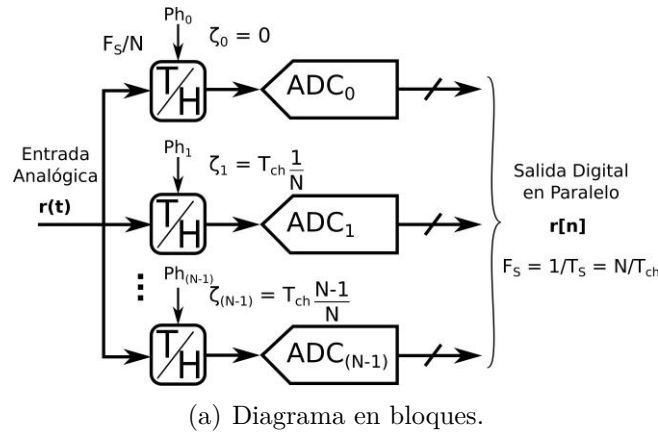 Ph₀
F_S/N
ζ₀ = 0
T/H
ADC₀
Entrada
Analógica
r(t)
Ph₁
ζ₁ = T_ch 1/N
T/H
ADC₁
Salida Digital
en Paralelo
r[n]
F_S = 1/T_S = N/T_ch
Ph_(N-1)
ζ_(N-1) = T_ch N-1/N
T/H
ADC_(N-1)
(a) Diagrama en bloques.